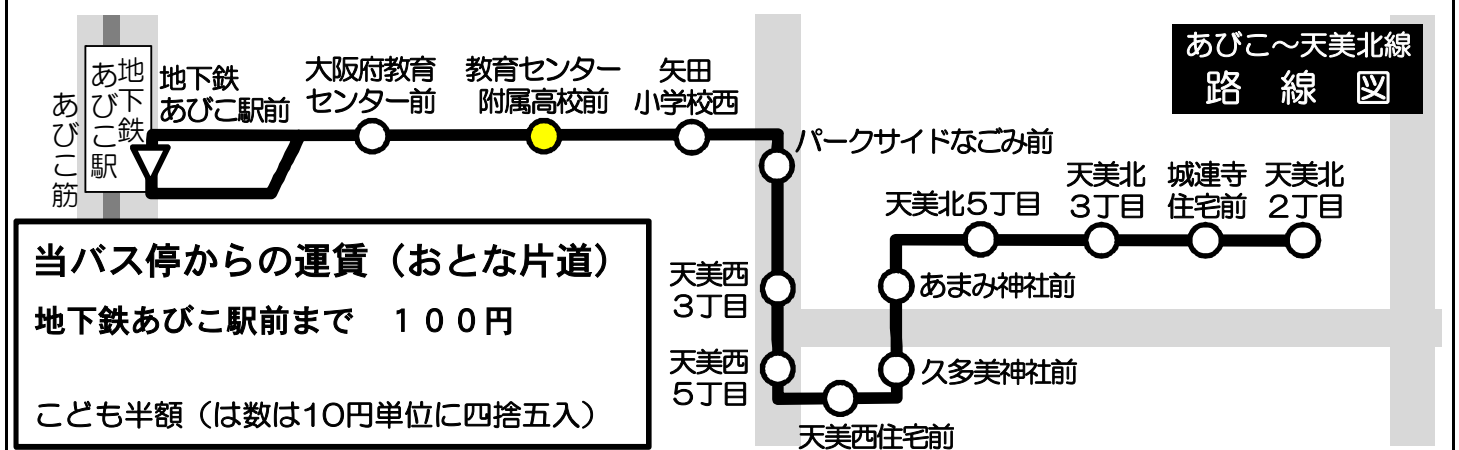 あびこ～天美北線
路線図
あびこ筋
地下鉄
あびこ駅
地下鉄
あびこ駅前
大阪府教育
センター前
教育センター
附属高校前
矢田
小学校西
パークサイドなごみ前
天美西
3丁目
天美西
5丁目
天美西住宅前
久多美神社前
あまみ神社前
天美北5丁目
天美北
3丁目
城連寺
住宅前
天美北
2丁目
当バス停からの運賃（おとな片道）
地下鉄あびこ駅前まで　１００円
こども半額（は数は10円単位に四捨五入）